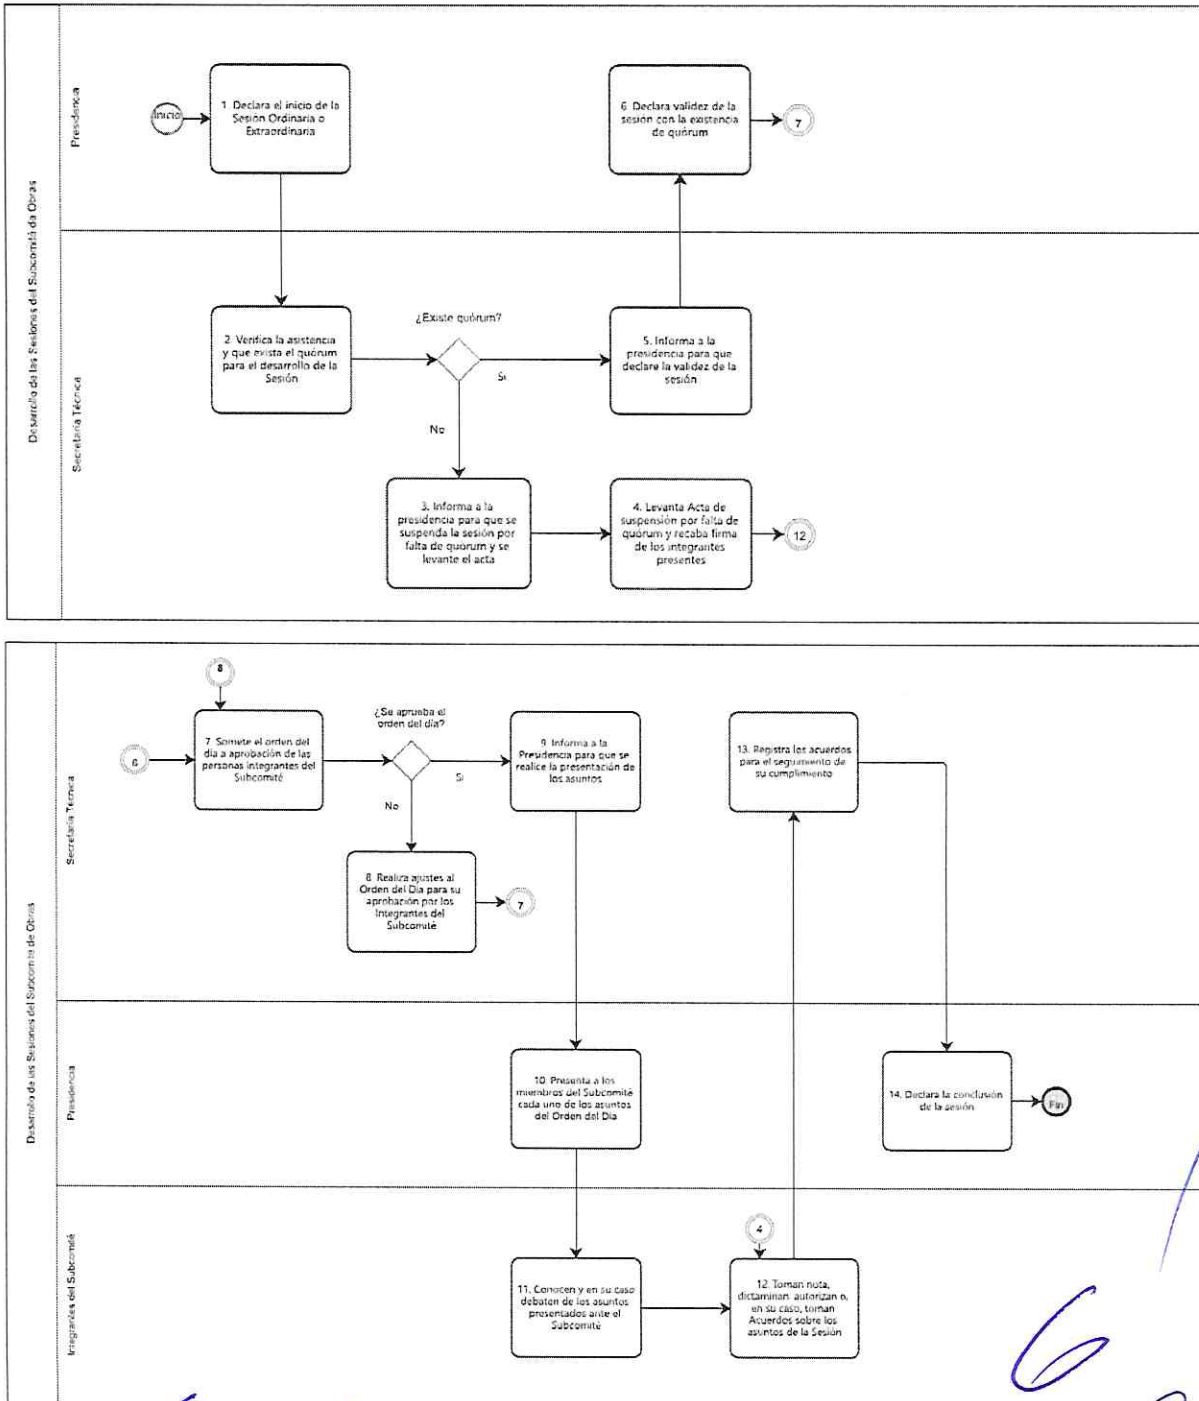 Desarrollo de las Sesiones del Subcomité de Obras
Presidencia
Inicio
1. Declara el inicio de la
Sesión Ordinaria o
Extraordinaria
6. Declara validez de la
sesión con la existencia
de quórum
7
Secretaría Técnica
2. Verifica la asistencia
y que exista el quórum
para el desarrollo de la
Sesión
¿Existe quórum?
Si
No
5. Informa a la
presidencia para que
declare la validez de la
sesión
3. Informa a la
presidencia para que se
suspenda la sesión por
falta de quórum y se
levante el acta
4. Levanta Acta de
suspensión por falta de
quórum y recaba firma
de los integrantes
presentes
12
Desarrollo de las Sesiones del Subcomité de Obras
Secretaría Técnica
8
6
7. Somete el orden del
día a aprobación de las
personas integrantes del
Subcomité
¿Se aprueba el
orden del día?
Si
No
9. Informa a la
Presidencia para que se
realice la presentación de
los asuntos
13. Registra los acuerdos
para el seguimiento de
su cumplimiento
8. Realiza ajustes al
Orden del Día para su
aprobación por los
Integrantes del
Subcomité
7
Presidencia
10. Presenta a los
miembros del Subcomité
cada uno de los asuntos
del Orden del Día
14. Declara la conclusión
de la sesión
Fin
Integrantes del Subcomité
11. Conocen y en su caso
debaten de los asuntos
presentados ante el
Subcomité
4
12. Toman nota,
dictaminan, autorizan o,
en su caso, toman
Acuerdos sobre los
asuntos de la Sesión